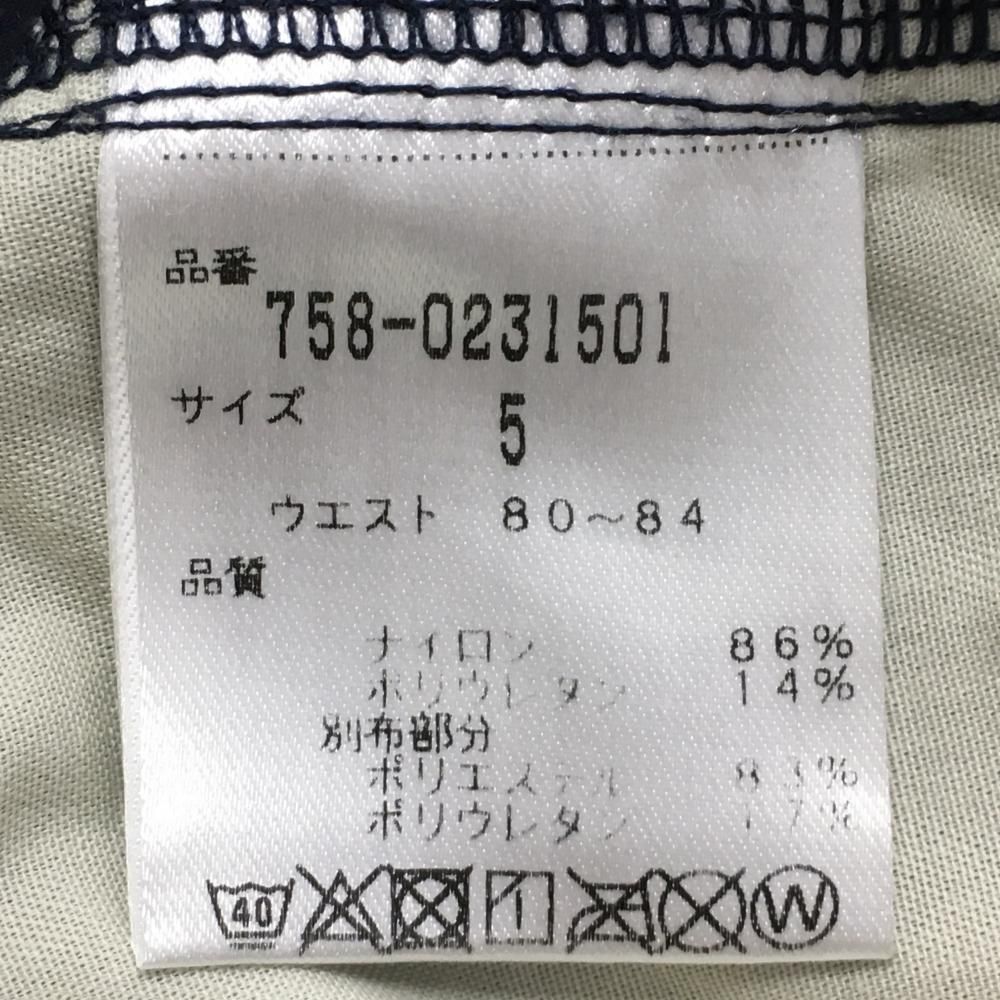 品番
758-0231501
サイズ
5
ウエスト 80～84
品質
ナイロン 86%
ポリウレタン 14%
別布部分
ポリエステル 83%
ポリウレタン 17%
40 W